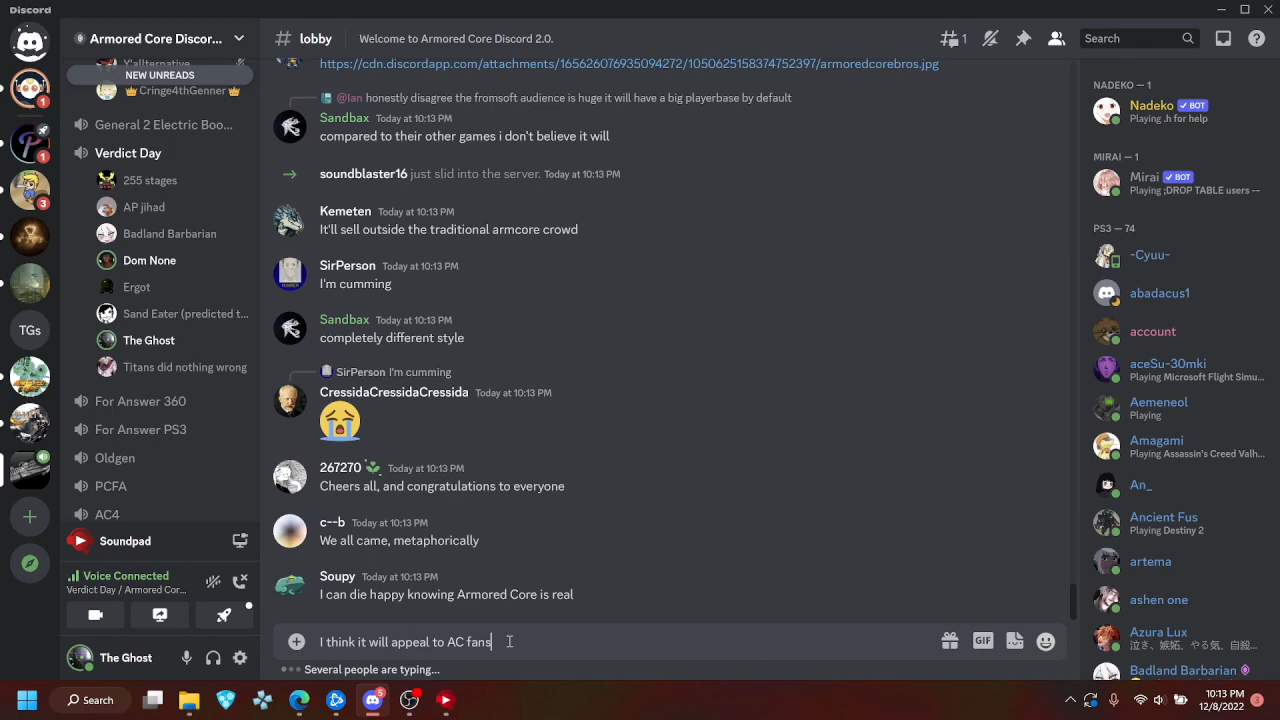 Discord
Armored Core Discor...
Y'allternative
NEW UNREADS
Cringe4thGenner
General 2 Electric Boo...
Verdict Day
255 stages
AP jihad
Badland Barbarian
Dom None
Ergot
Sand Eater (predicted t...
The Ghost
Titans did nothing wrong
For Answer 360
For Answer PS3
Oldgen
PCFA
AC4
Soundpad
Voice Connected
Verdict Day / Armored Cor...
The Ghost
1
1
3
TGs
# lobby
Welcome to Armored Core Discord 2.0.
1
Search
https://cdn.discordapp.com/attachments/165626076935094272/1050625158374752397/armoredcorebros.jpg
@Ian honestly disagree the fromsoft audience is huge it will have a big playerbase by default
Sandbax Today at 10:13 PM
compared to their other games i don't believe it will
soundblaster16 just slid into the server. Today at 10:13 PM
Kemeten Today at 10:13 PM
It'll sell outside the traditional armcore crowd
SirPerson Today at 10:13 PM
I'm cumming
Sandbax Today at 10:13 PM
completely different style
SirPerson I'm cumming
CressidaCressidaCressida Today at 10:13 PM
267270 Today at 10:13 PM
Cheers all, and congratulations to everyone
c--b Today at 10:13 PM
We all came, metaphorically
Soupy Today at 10:13 PM
I can die happy knowing Armored Core is real
I think it will appeal to AC fans
GIF
Several people are typing...
NADEKO — 1
Nadeko BOT
Playing .h for help
MIRAI — 1
Mirai BOT
Playing ;DROP TABLE users --
PS3 — 74
-Cyuu-
abadacus1
account
aceSu-30mki
Playing Microsoft Flight Simu...
Aemeneol
Playing
Amagami
Playing Assassin's Creed Valh...
An_
Ancient Fus
Playing Destiny 2
artema
ashen one
Azura Lux
泣き、嫉妬、やる気、自殺...
Badland Barbarian
Search
5
10:13 PM
12/8/2022
3